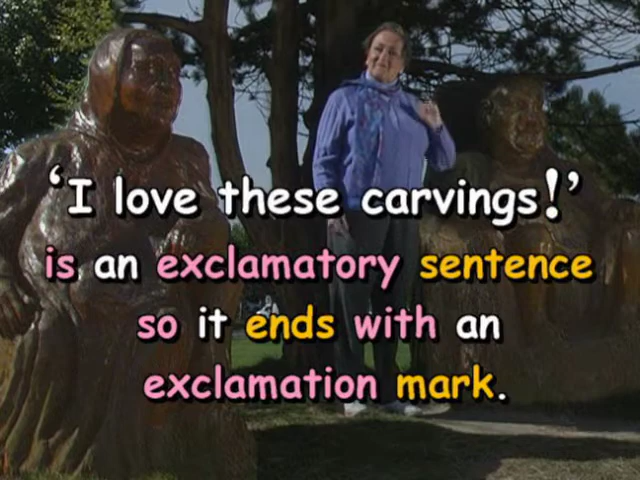 ‘I love these carvings!’
is an exclamatory sentence
so it ends with an
exclamation mark.